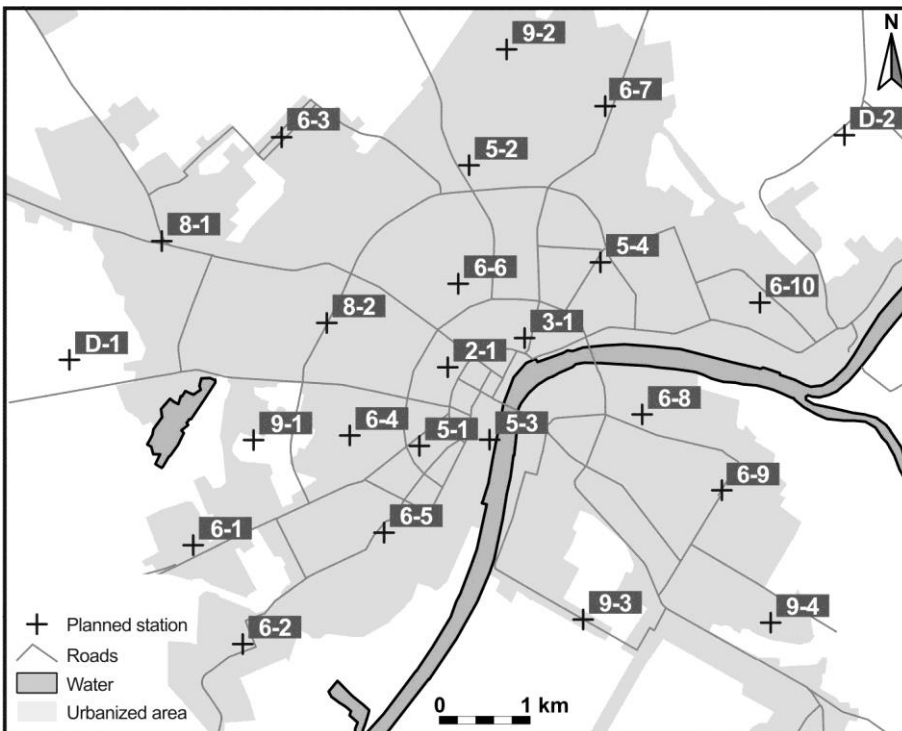 9-2
N
6-7
6-3
D-2
5-2
8-1
5-4
6-6
6-10
8-2
3-1
D-1
2-1
6-8
9-1
6-4
5-1
5-3
6-9
6-1
6-5
9-3
9-4
6-2
Planned station
Roads
Water
Urbanized area
0 1 km